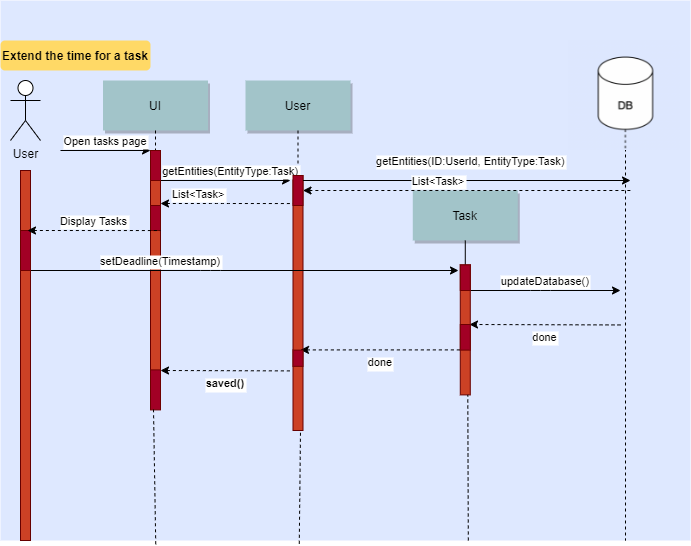 Extend the time for a task
UI
User
DB
User
Open tasks page
getEntities(EntityType:Task)
getEntities(ID:UserId, EntityType:Task)
List<Task>
List<Task>
Task
Display Tasks
setDeadline(Timestamp)
updateDatabase()
done
done
saved()